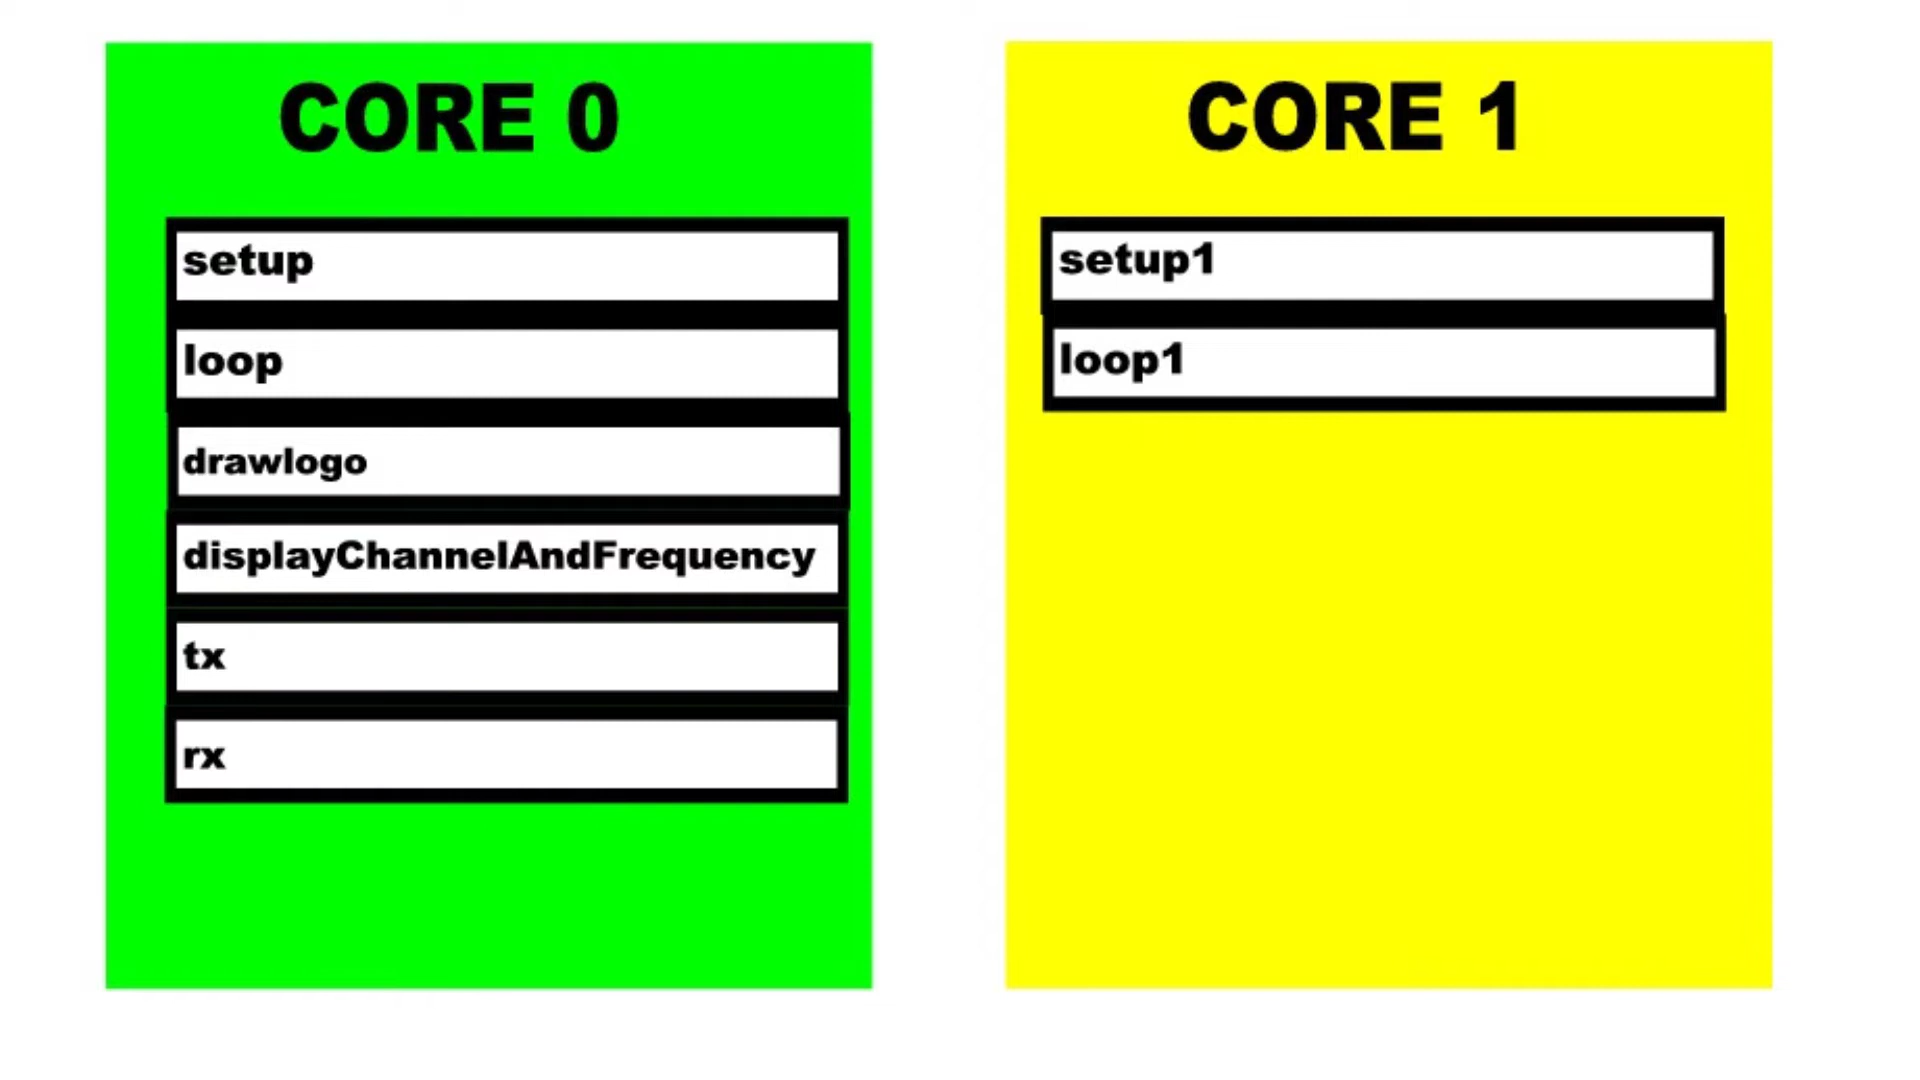 CORE 0
setup
loop
drawlogo
displayChannelAndFrequency
tx
rx
CORE 1
setup1
loop1